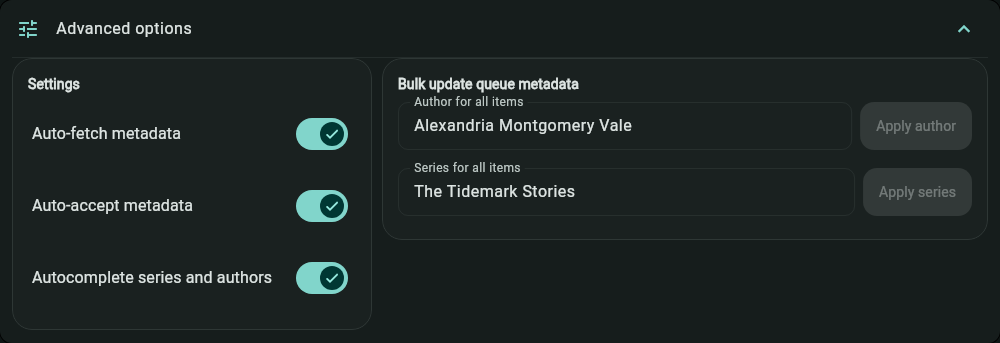 Advanced options
Settings
Auto-fetch metadata
Auto-accept metadata
Autocomplete series and authors
Bulk update queue metadata
Author for all items
Alexandria Montgomery Vale
Apply author
Series for all items
The Tidemark Stories
Apply series